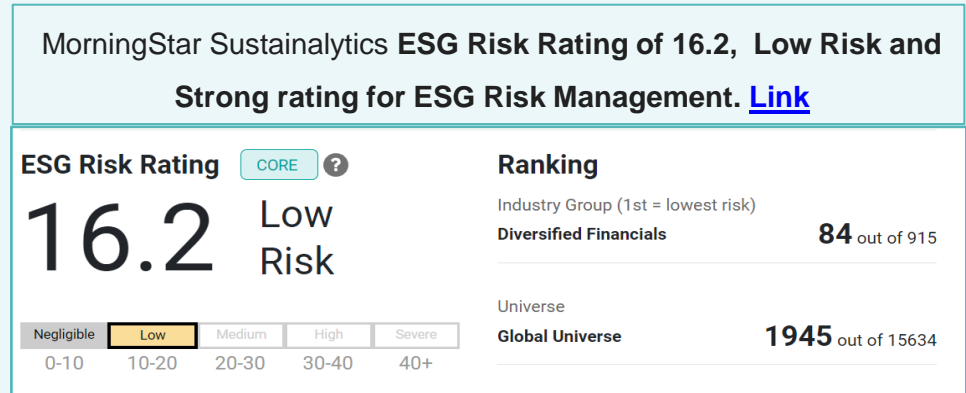 MorningStar Sustainalytics ESG Risk Rating of 16.2, Low Risk and
Strong rating for ESG Risk Management. Link
ESG Risk Rating CORE ?
16.2 Low
Risk
Negligible Low Medium High Severe
0-10 10-20 20-30 30-40 40+
Ranking
Industry Group (1st = lowest risk)
Diversified Financials 84 out of 915
Universe
Global Universe 1945 out of 15634